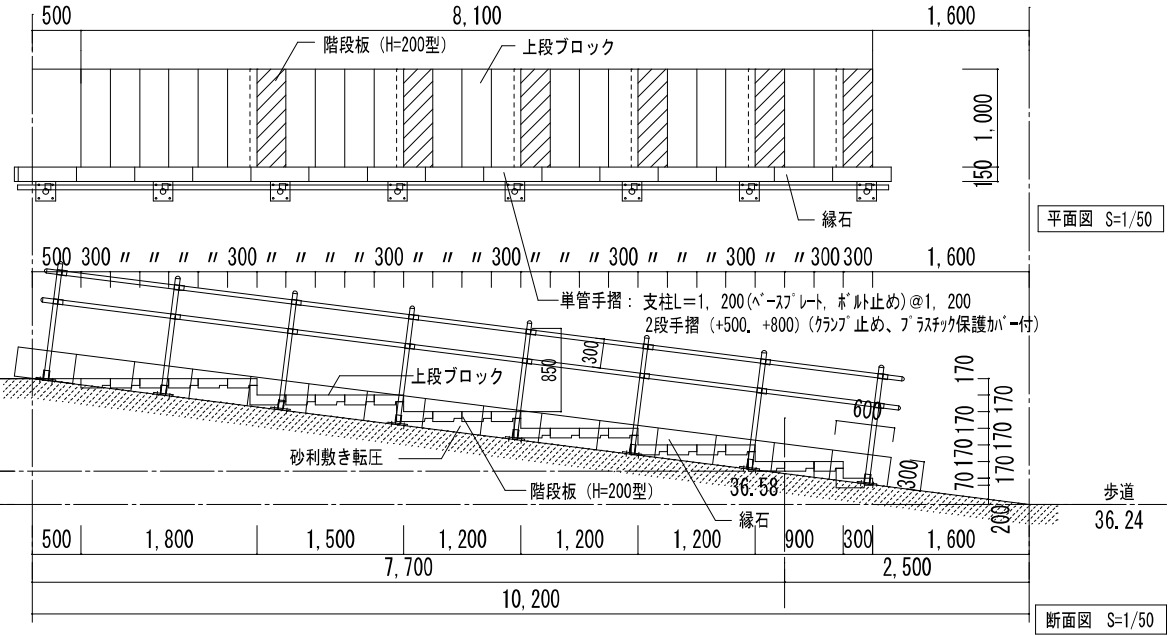 500 8,100 1,600
階段板 (H=200型) 上段ブロック
1,000
150
縁石
平面図 S=1/50
500 300 〃 〃 〃 〃 300 〃 〃 〃 〃 300 〃 〃 〃 300 〃 〃 〃 300 〃 〃 〃 300 〃 〃 300 300 1,600
単管手摺: 支柱L=1,200(ベースプレート, ボルト止め)@1,200
2段手摺 (+500. +800) (クランプ止め、プラスチック保護カバー付)
300
850
上段ブロック
600
170
170
170
170
170
170
170
70
300
砂利敷き転圧
階段板 (H=200型)
36.58
縁石
200
歩道
36.24
500 1,800 1,500 1,200 1,200 1,200 900 300 1,600
7,700 2,500
10,200
断面図 S=1/50